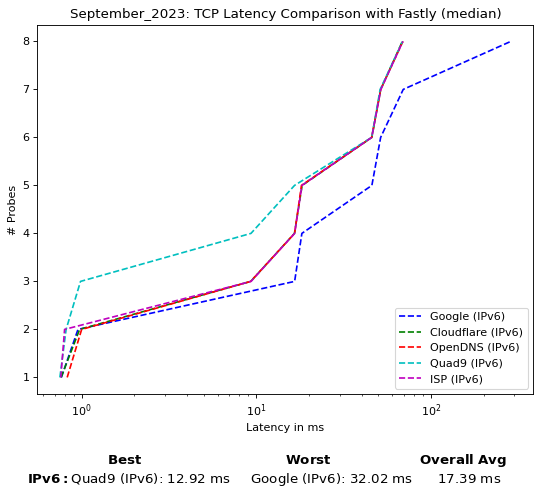 September_2023: TCP Latency Comparison with Fastly (median)
8
7
6
5
4
3
2
1
# Probes
Google (IPv6)
Cloudflare (IPv6)
OpenDNS (IPv6)
Quad9 (IPv6)
ISP (IPv6)
10^0
10^1
10^2
Latency in ms
Best Worst Overall Avg
IPv6: Quad9 (IPv6): 12.92 ms Google (IPv6): 32.02 ms 17.39 ms